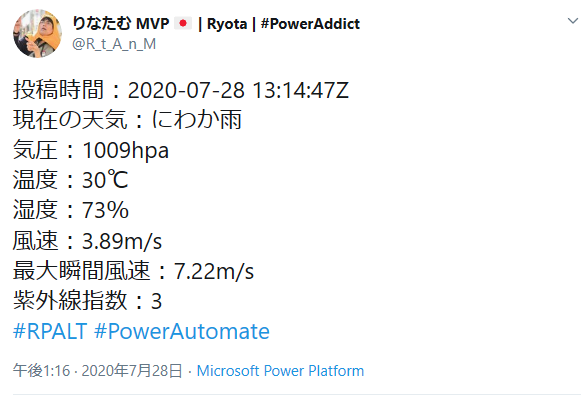 りなたむ MVP 🇯🇵 | Ryota | #PowerAddict
@R_t_A_n_M
投稿時間：2020-07-28 13:14:47Z
現在の天気：にわか雨
気圧：1009hpa
温度：30℃
湿度：73%
風速：3.89m/s
最大瞬間風速：7.22m/s
紫外線指数：3
#RPALT #PowerAutomate
午後1:16 · 2020年7月28日 · Microsoft Power Platform